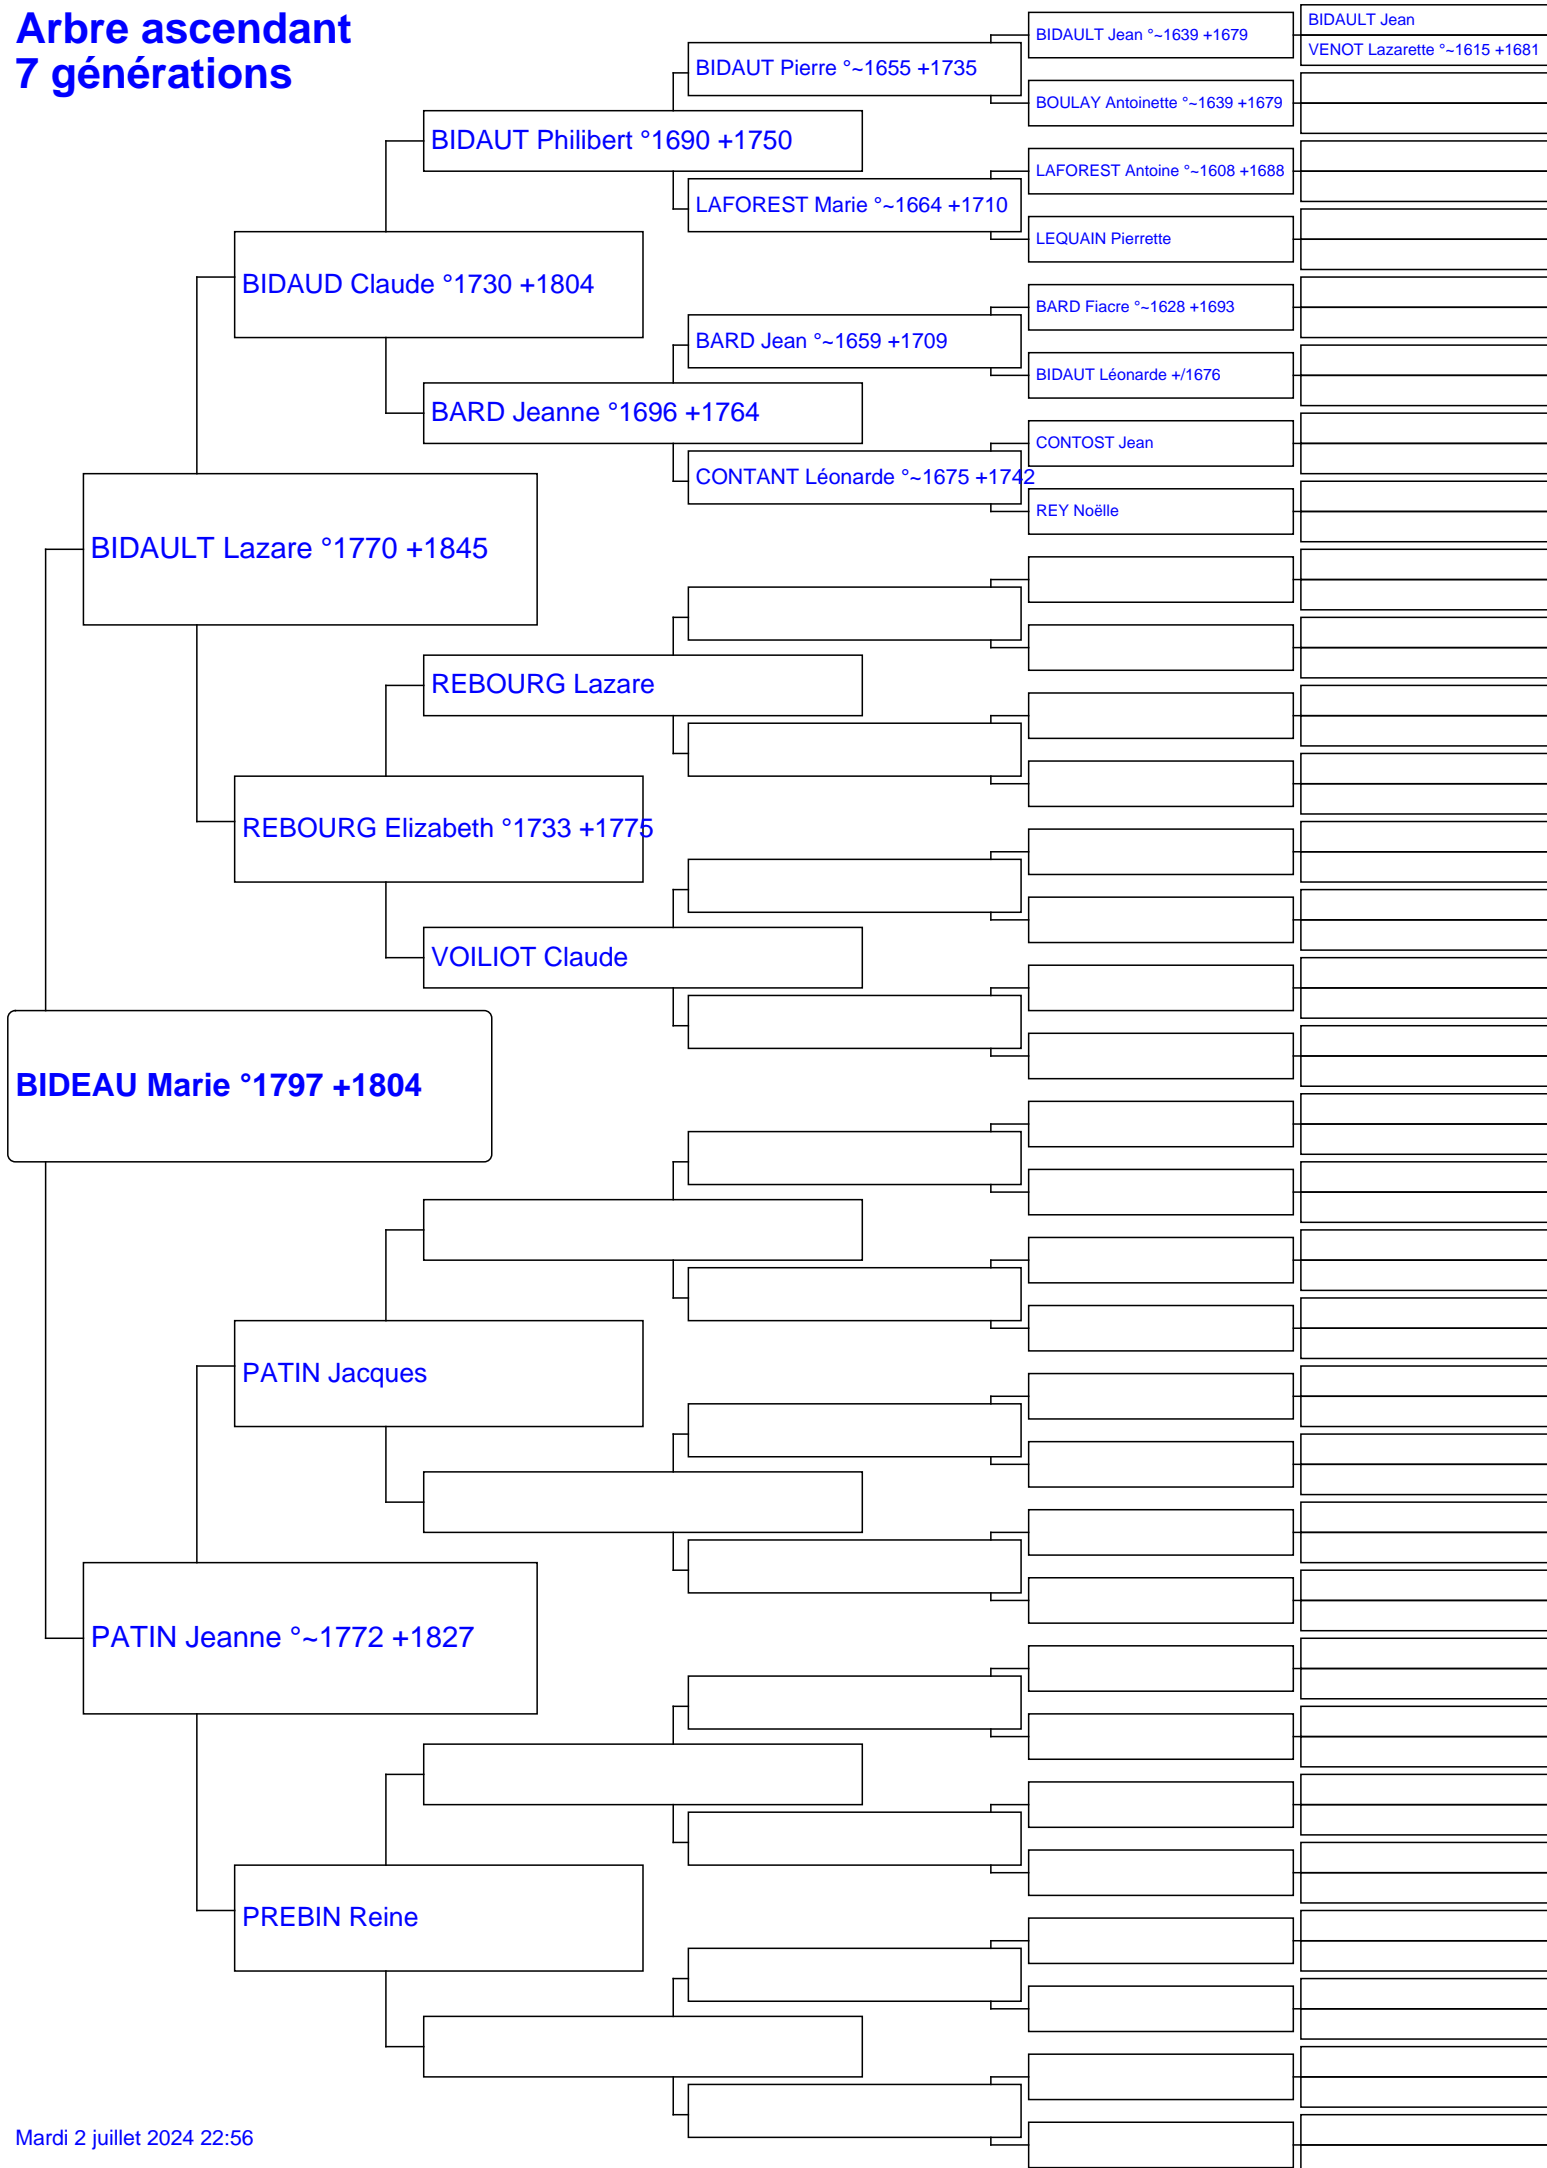 Arbre ascendant
7 générations
BIDAULT Jean
BIDAULT Jean °~1639 +1679
VENOT Lazarette °~1615 +1681
BIDAUT Pierre °~1655 +1735
BOULAY Antoinette °~1639 +1679
BIDAUT Philibert °1690 +1750
LAFOREST Antoine °~1608 +1688
LAFOREST Marie °~1664 +1710
LEQUAIN Pierrette
BIDAUD Claude °1730 +1804
BARD Fiacre °~1628 +1693
BARD Jean °~1659 +1709
BIDAUT Léonarde +/1676
BARD Jeanne °1696 +1764
CONTOST Jean
CONTANT Léonarde °~1675 +1742
REY Noëlle
BIDAULT Lazare °1770 +1845
REBOURG Lazare
REBOURG Elizabeth °1733 +1775
VOILIOT Claude
BIDEAU Marie °1797 +1804
PATIN Jacques
PATIN Jeanne °~1772 +1827
PREBIN Reine
Mardi 2 juillet 2024 22:56